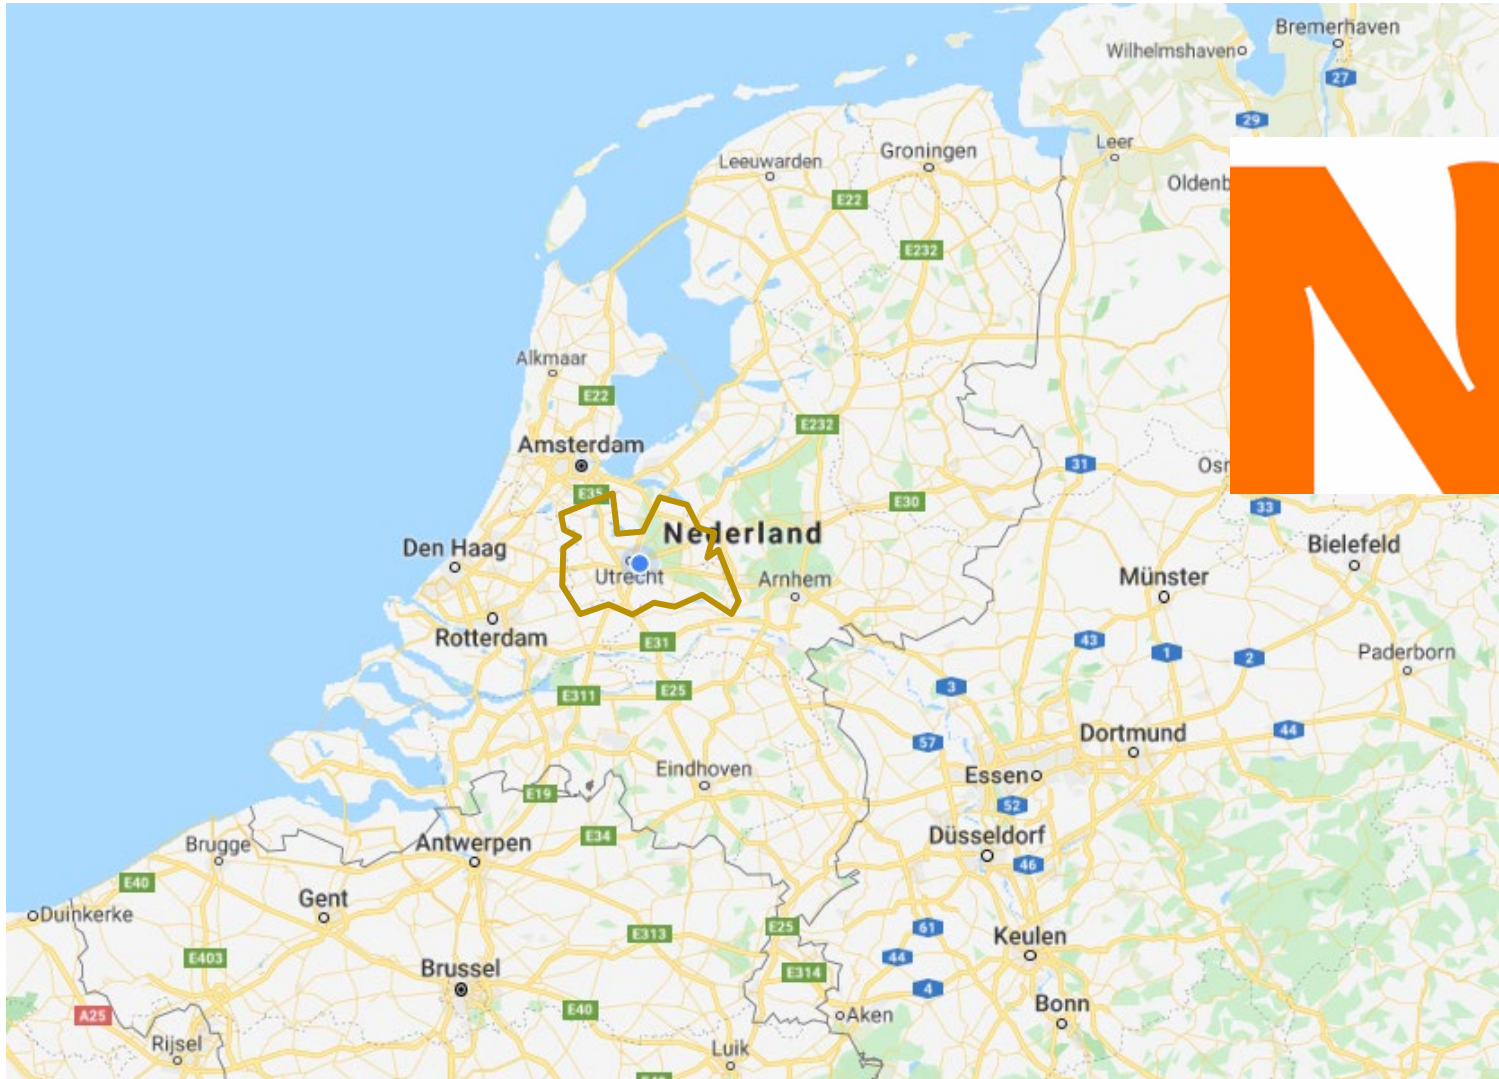 Bremerhaven
Wilhelmshaven
27
29
Leer
Groningen
Leeuwarden
Oldenb
E22
E232
N
Alkmaar
E22
E232
Amsterdam
31
Osr
E35
E30
33
Nederland
Den Haag
Bielefeld
Utrecht
Arnhem
Münster
Rotterdam
E31
43
1
2
Paderborn
E311
E25
3
57
Dortmund
44
Eindhoven
Essen
E19
52
Brugge
Antwerpen
E34
Düsseldorf
46
E40
Gent
Duinkerke
E25
61
E313
Keulen
E403
44
Brussel
E314
4
E40
Bonn
A25
Aken
Rijsel
Luik